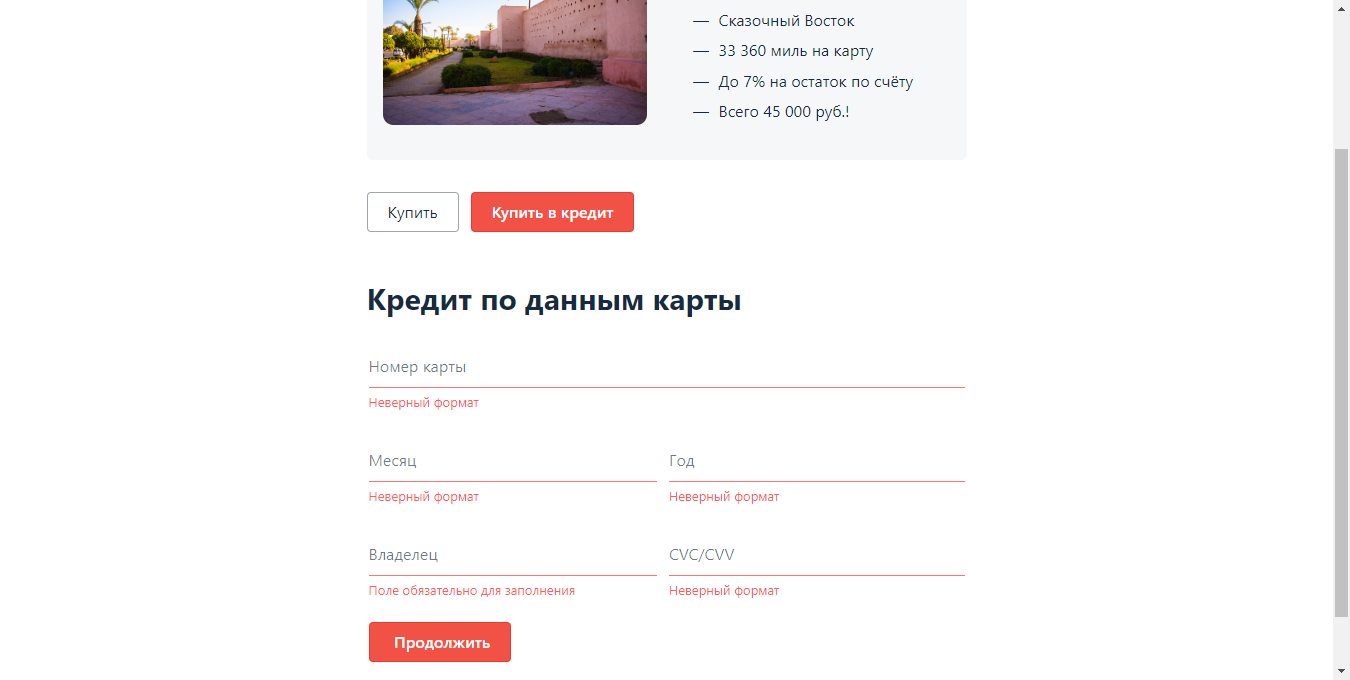 — Сказочный Восток
— 33 360 миль на карту
— До 7% на остаток по счёту
— Всего 45 000 руб.!
Купить Купить в кредит
Кредит по данным карты
Номер карты
Неверный формат
Месяц Год
Неверный формат Неверный формат
Владелец CVC/CVV
Поле обязательно для заполнения Неверный формат
Продолжить